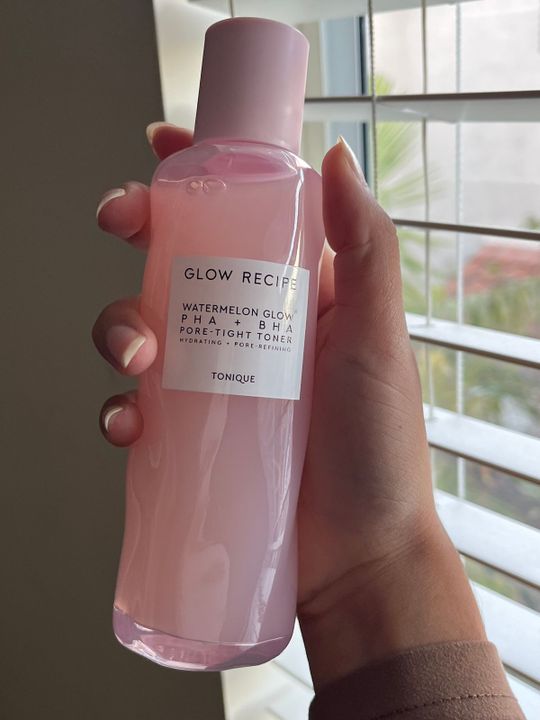 GLOW RECIPE
WATERMELON GLOW®
PHA + BHA
PORE-TIGHT TONER
HYDRATING + PORE-REFINING
TONIQUE